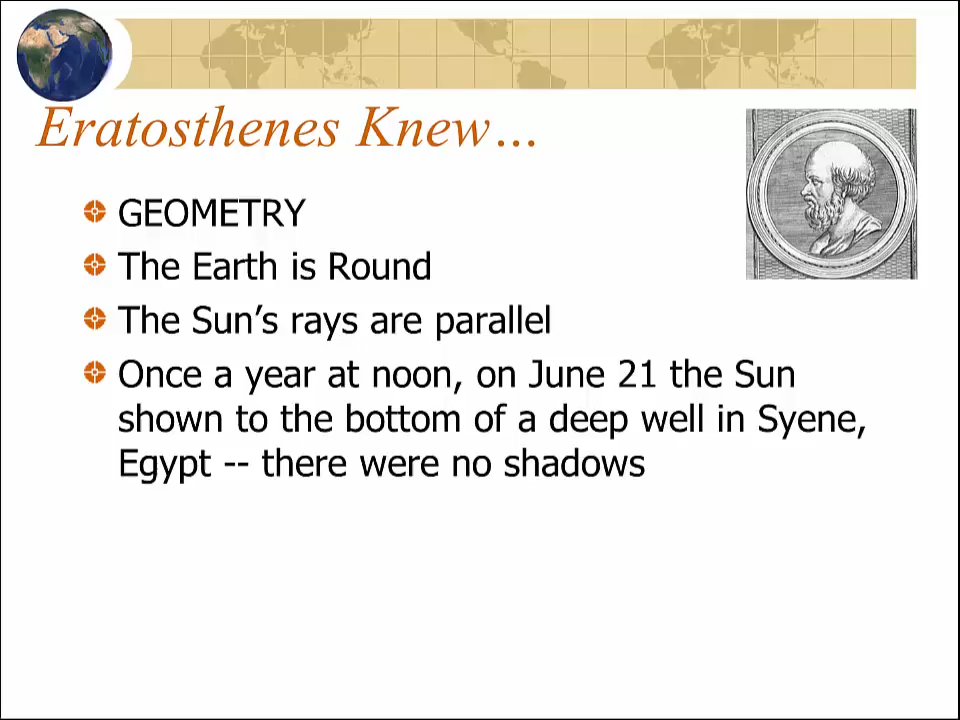 Eratosthenes Knew...
GEOMETRY
The Earth is Round
The Sun’s rays are parallel
Once a year at noon, on June 21 the Sun
shown to the bottom of a deep well in Syene,
Egypt -- there were no shadows